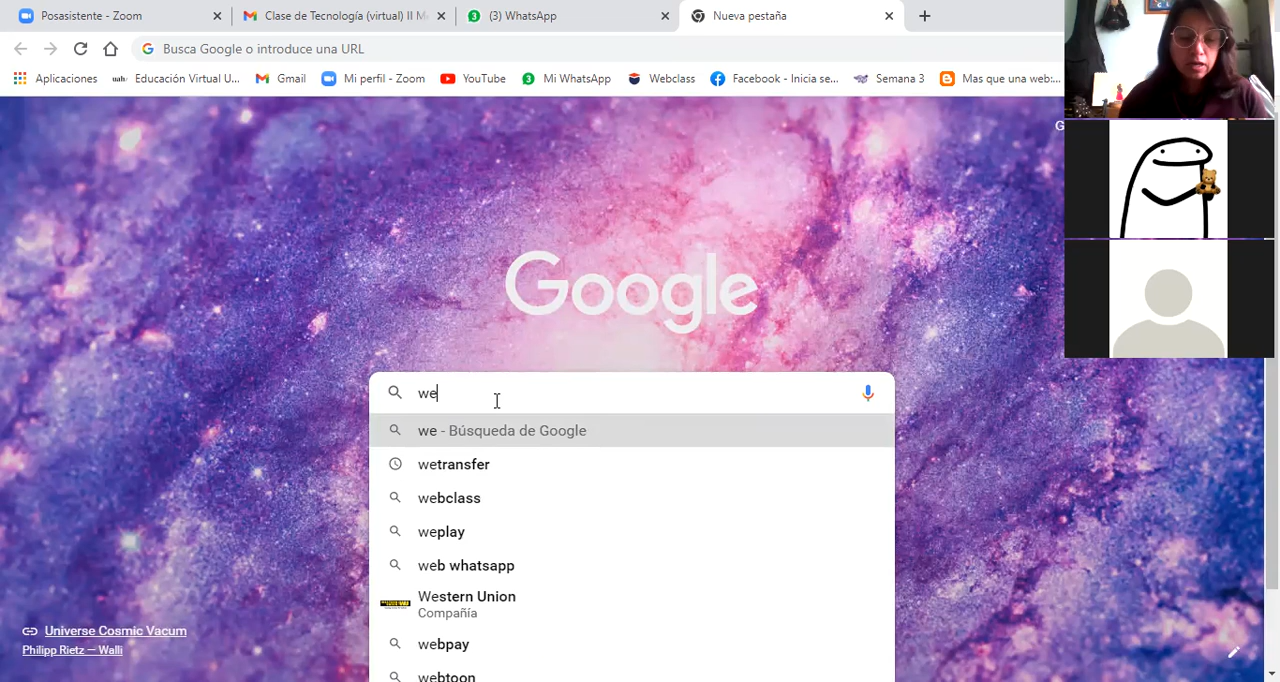 Posasistente - Zoom
Clase de Tecnología (virtual) II M
(3) WhatsApp
Nueva pestaña
Busca Google o introduce una URL
Aplicaciones
Educación Virtual U...
Gmail
Mi perfil - Zoom
YouTube
Mi WhatsApp
Webclass
Facebook - Inicia se...
Semana 3
Mas que una web:...
G
Google
we
we - Búsqueda de Google
wetransfer
webclass
weplay
web whatsapp
Western Union
Compañía
webpay
webtoon
Universe Cosmic Vacum
Philipp Rietz — Walli